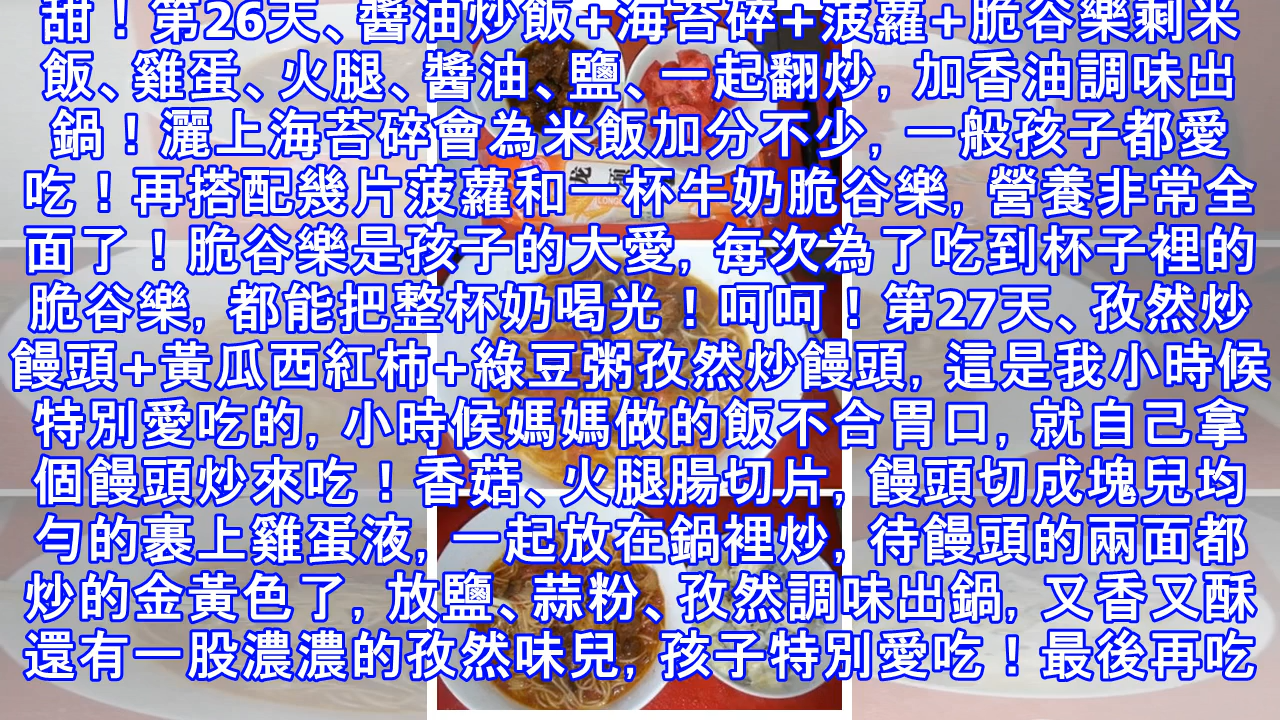 甜！第26天、醬油炒飯+海苔碎+菠蘿+脆谷樂剩米
飯、雞蛋、火腿、醬油、鹽、一起翻炒, 加香油調味出
鍋！灑上海苔碎會為米飯加分不少, 一般孩子都愛
吃！再搭配幾片菠蘿和一杯牛奶脆谷樂, 營養非常全
面了！脆谷樂是孩子的大愛, 每次為了吃到杯子裡的
脆谷樂, 都能把整杯奶喝光！呵呵！第27天、孜然炒
饅頭+黃瓜西紅柿+綠豆粥孜然炒饅頭, 這是我小時候
特別愛吃的, 小時候媽媽做的飯不合胃口, 就自己拿
個饅頭炒來吃！香菇、火腿腸切片, 饅頭切成塊兒均
勻的裹上雞蛋液, 一起放在鍋裡炒, 待饅頭的兩面都
炒的金黃色了, 放鹽、蒜粉、孜然調味出鍋, 又香又酥
還有一股濃濃的孜然味兒, 孩子特別愛吃！最後再吃